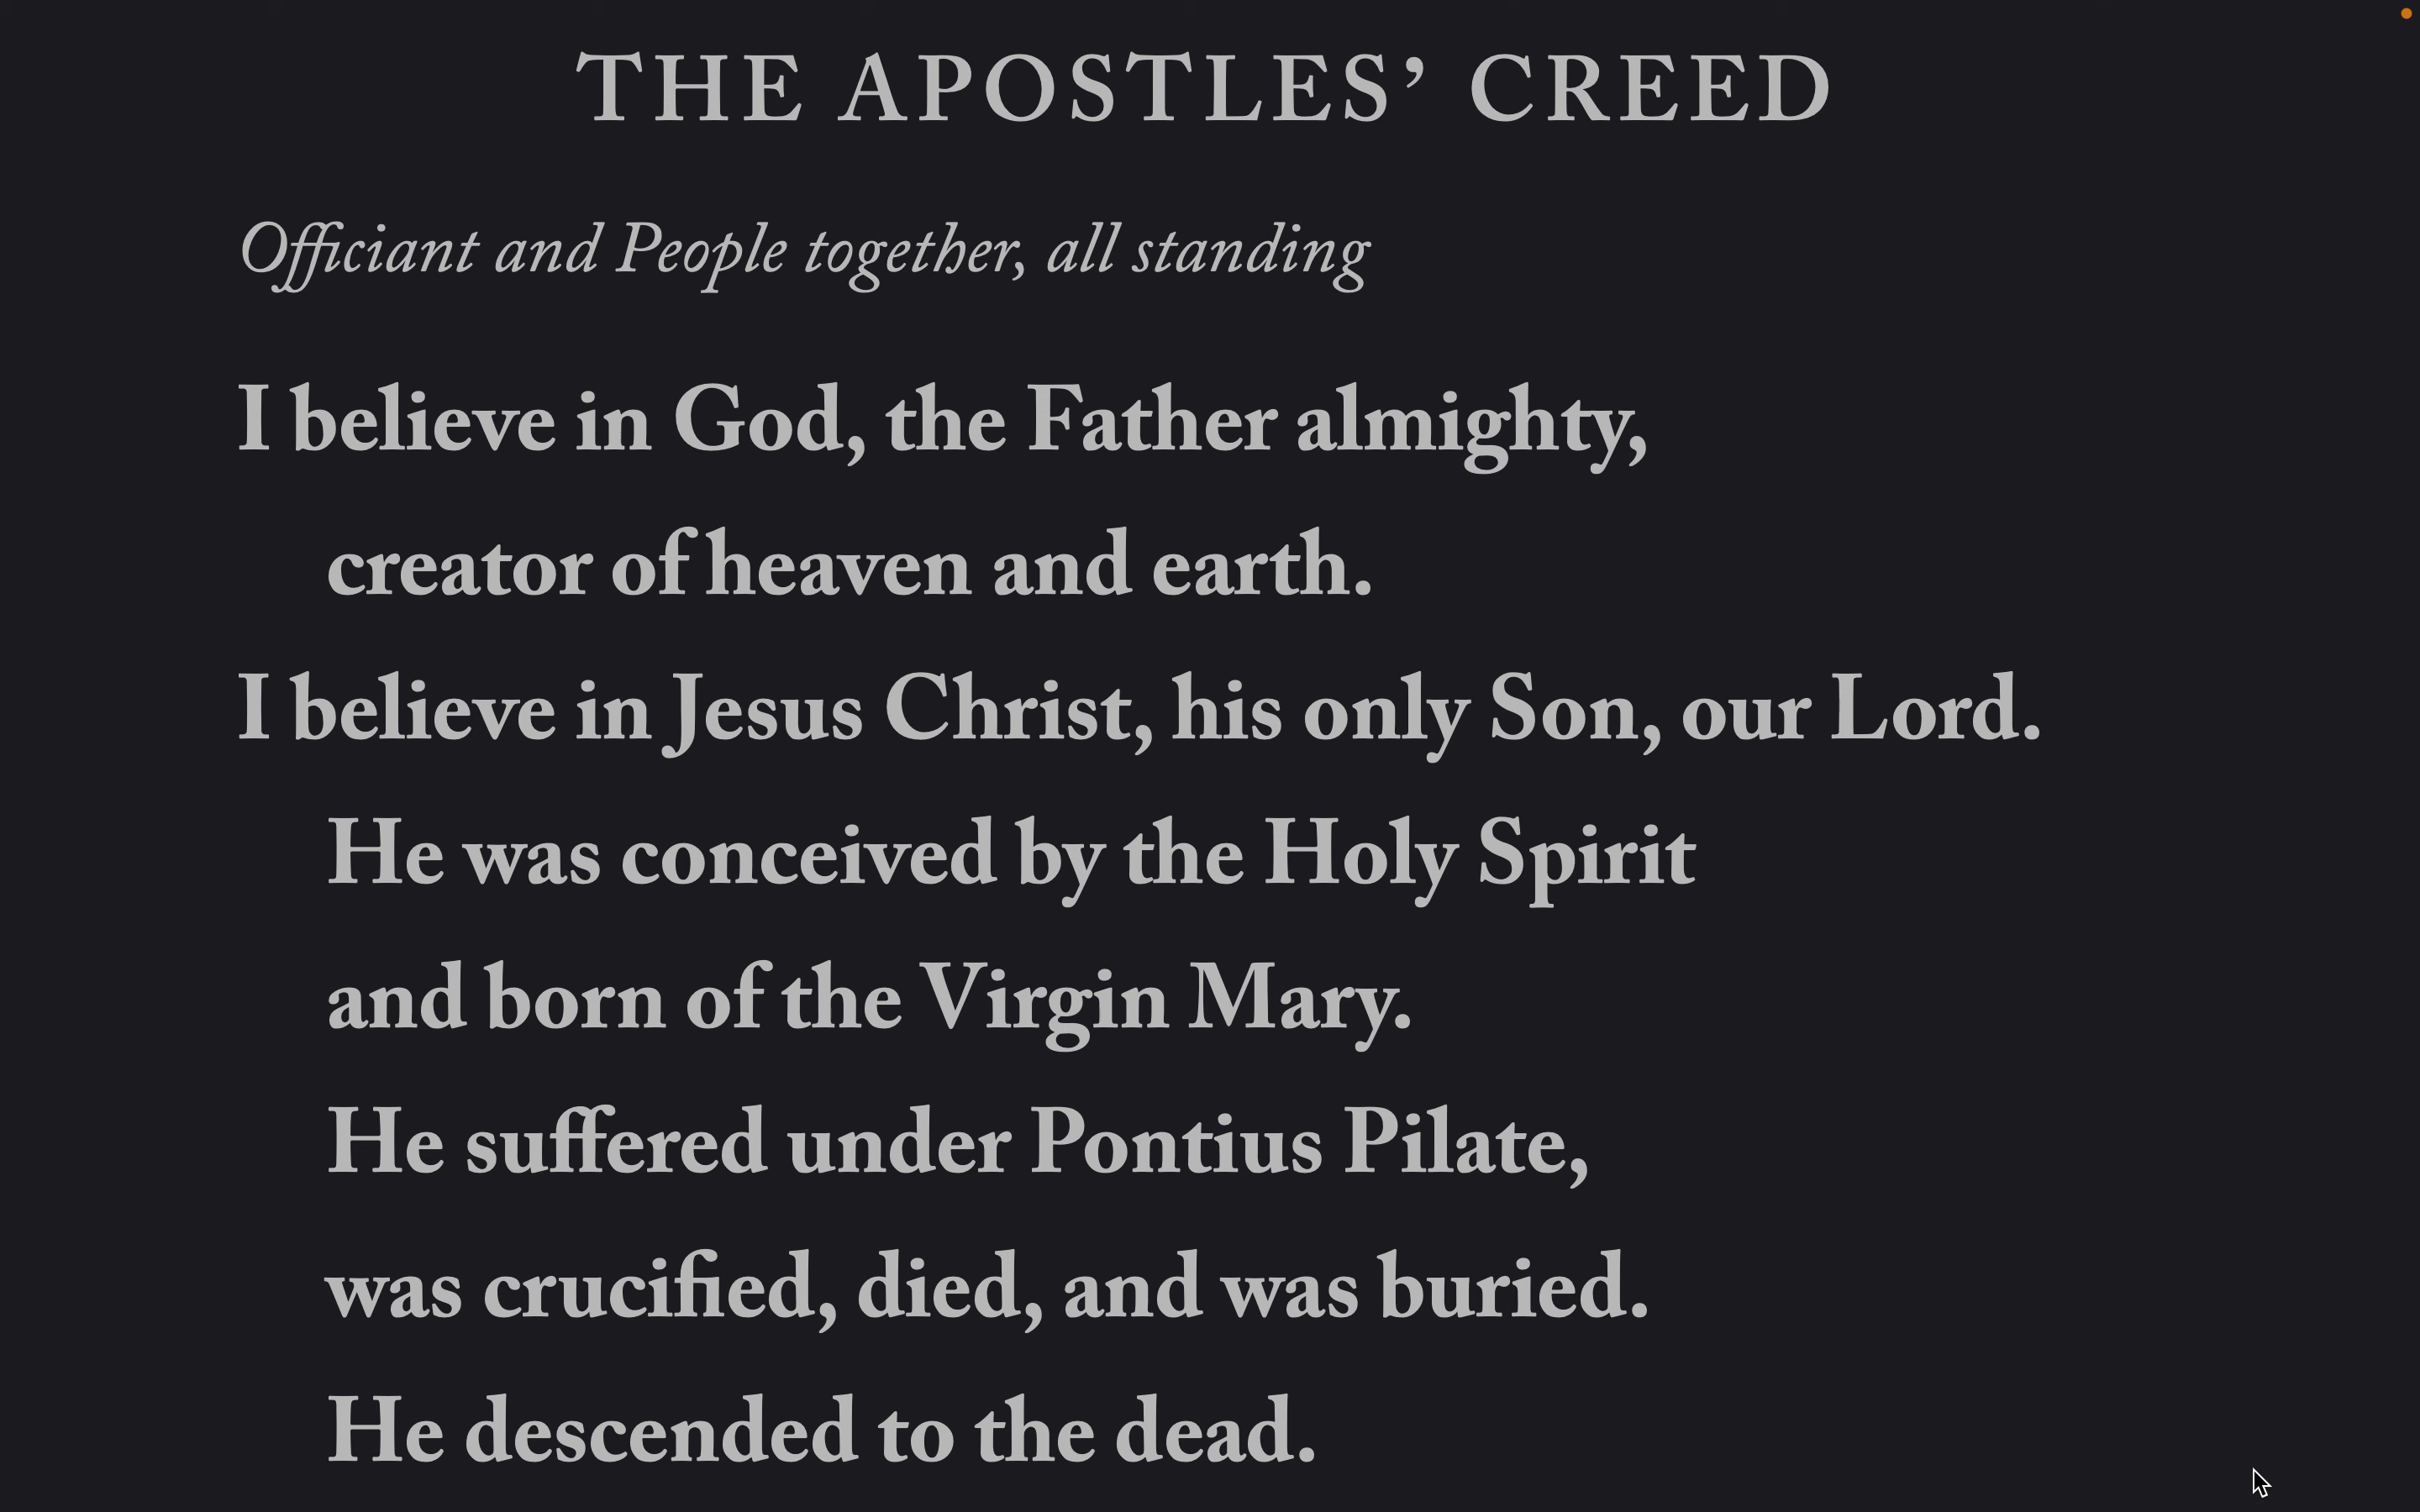 THE APOSTLES’ CREED
Officiant and People together, all standing
I believe in God, the Father almighty,
creator of heaven and earth.
I believe in Jesus Christ, his only Son, our Lord.
He was conceived by the Holy Spirit
and born of the Virgin Mary.
He suffered under Pontius Pilate,
was crucified, died, and was buried.
He descended to the dead.